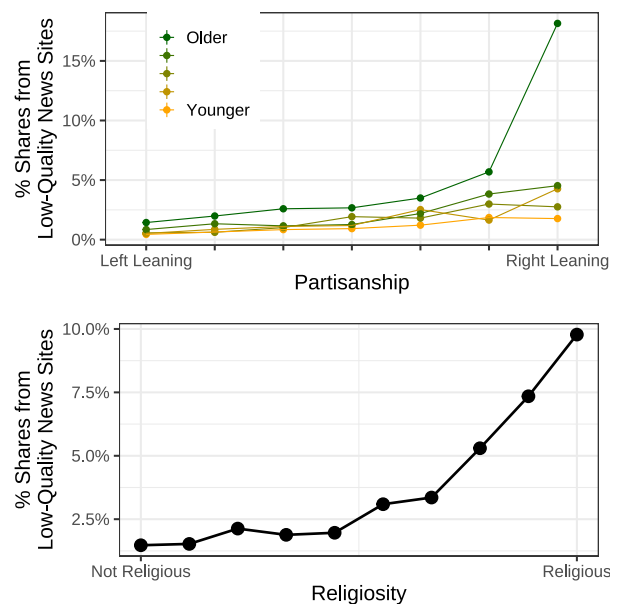 % Shares from
Low-Quality News Sites
15%
10%
5%
0%
Older
Younger
Left Leaning
Right Leaning
Partisanship
% Shares from
Low-Quality News Sites
10.0%
7.5%
5.0%
2.5%
Not Religious
Religious
Religiosity